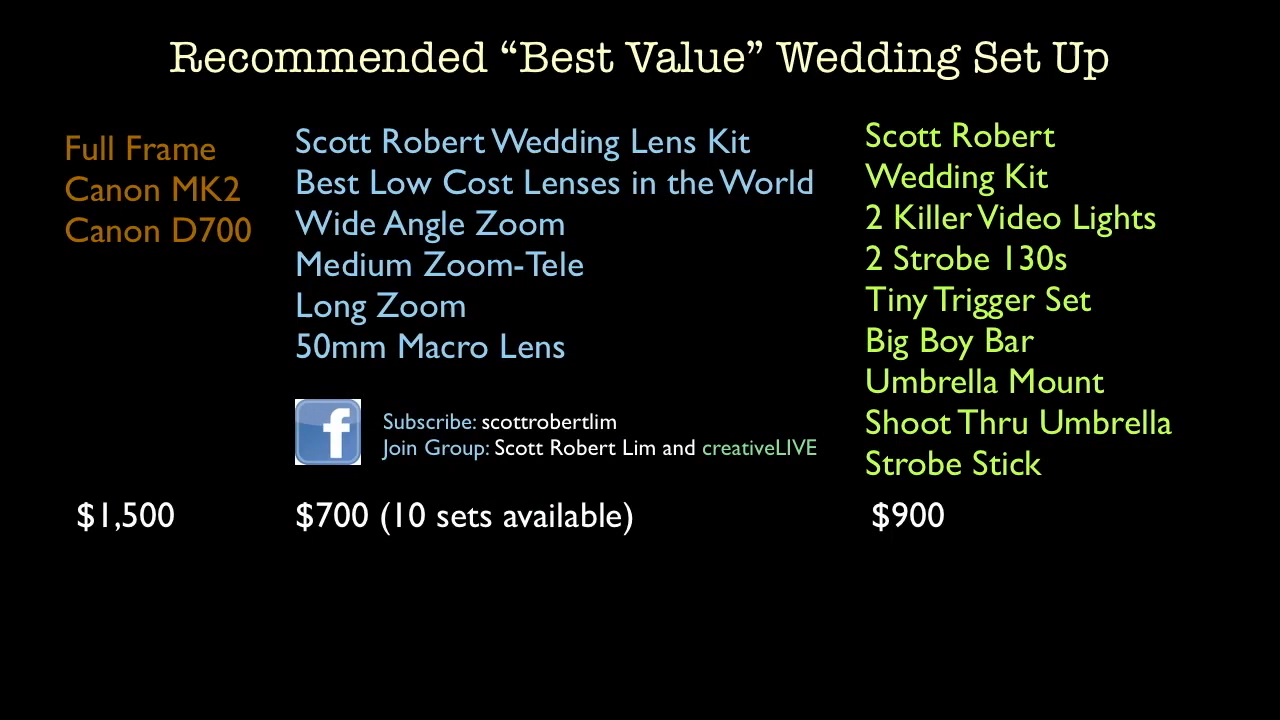 Recommended “Best Value” Wedding Set Up
Full Frame
Canon MK2
Canon D700
$1,500
Scott Robert Wedding Lens Kit
Best Low Cost Lenses in the World
Wide Angle Zoom
Medium Zoom-Tele
Long Zoom
50mm Macro Lens
f
Subscribe: scottrobertlim
Join Group: Scott Robert Lim and creativeLIVE
$700 (10 sets available)
Scott Robert
Wedding Kit
2 Killer Video Lights
2 Strobe 130s
Tiny Trigger Set
Big Boy Bar
Umbrella Mount
Shoot Thru Umbrella
Strobe Stick
$900